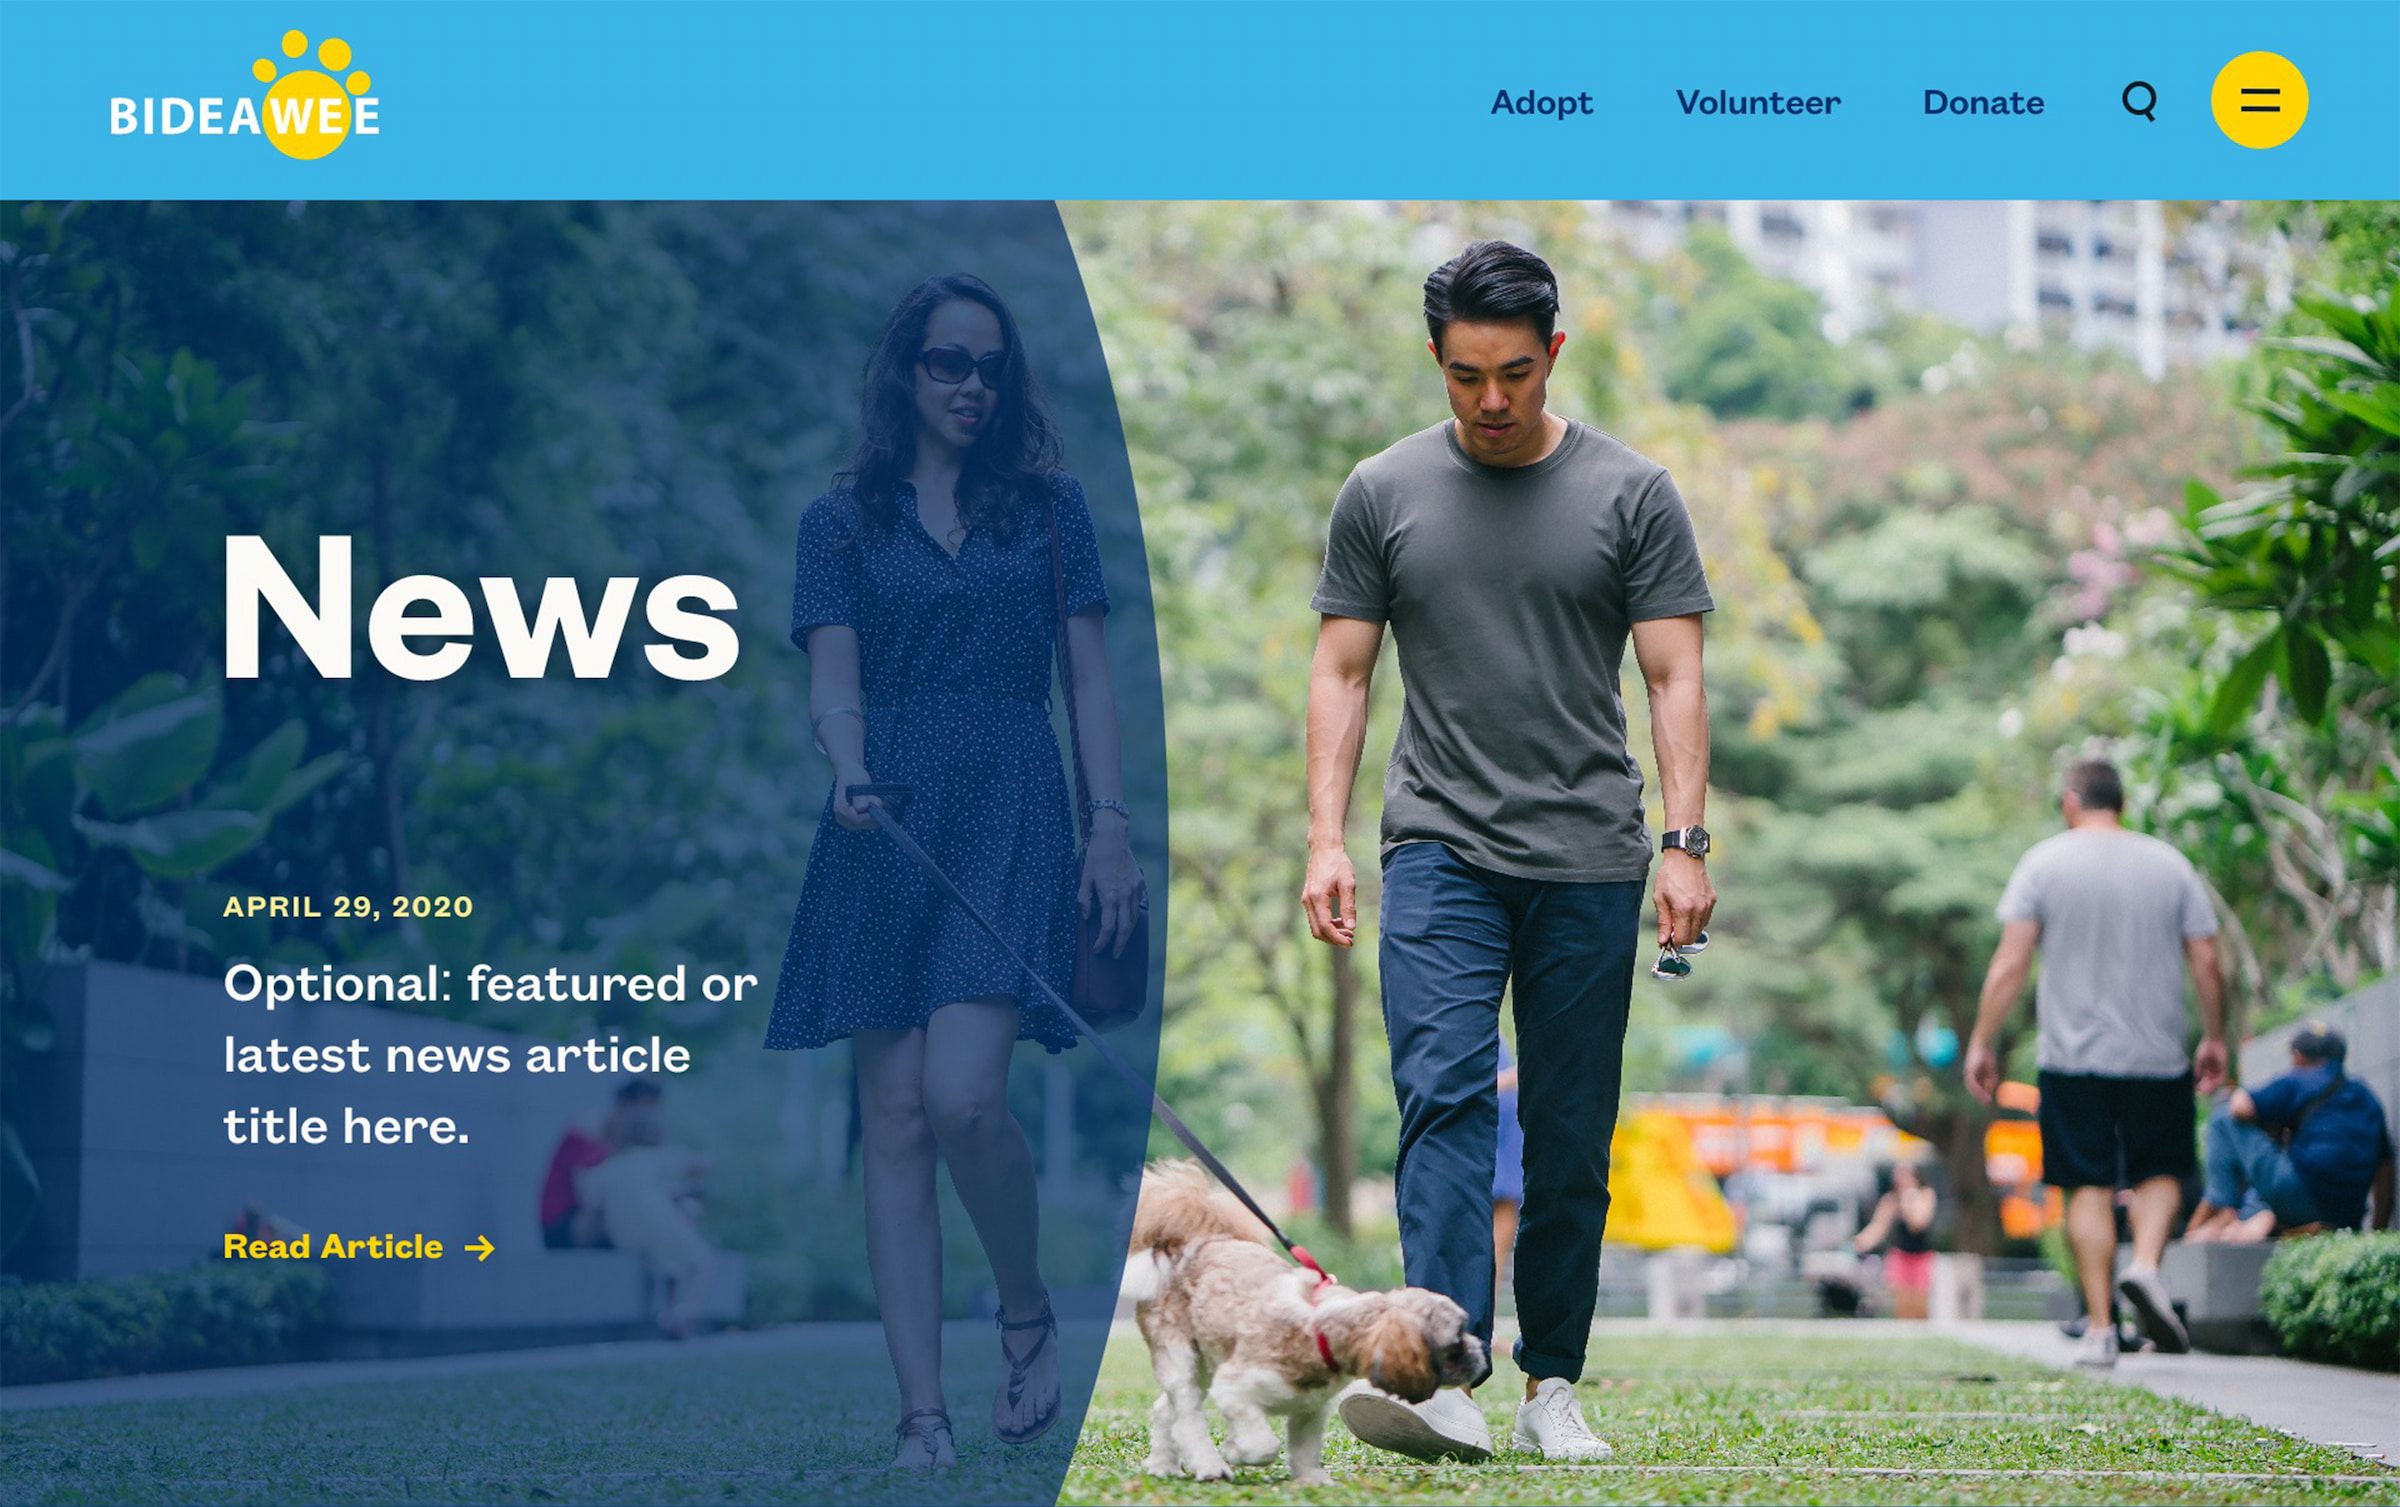 BIDEAWEE
Adopt Volunteer Donate
News
APRIL 29, 2020
Optional: featured or
latest news article
title here.
Read Article →